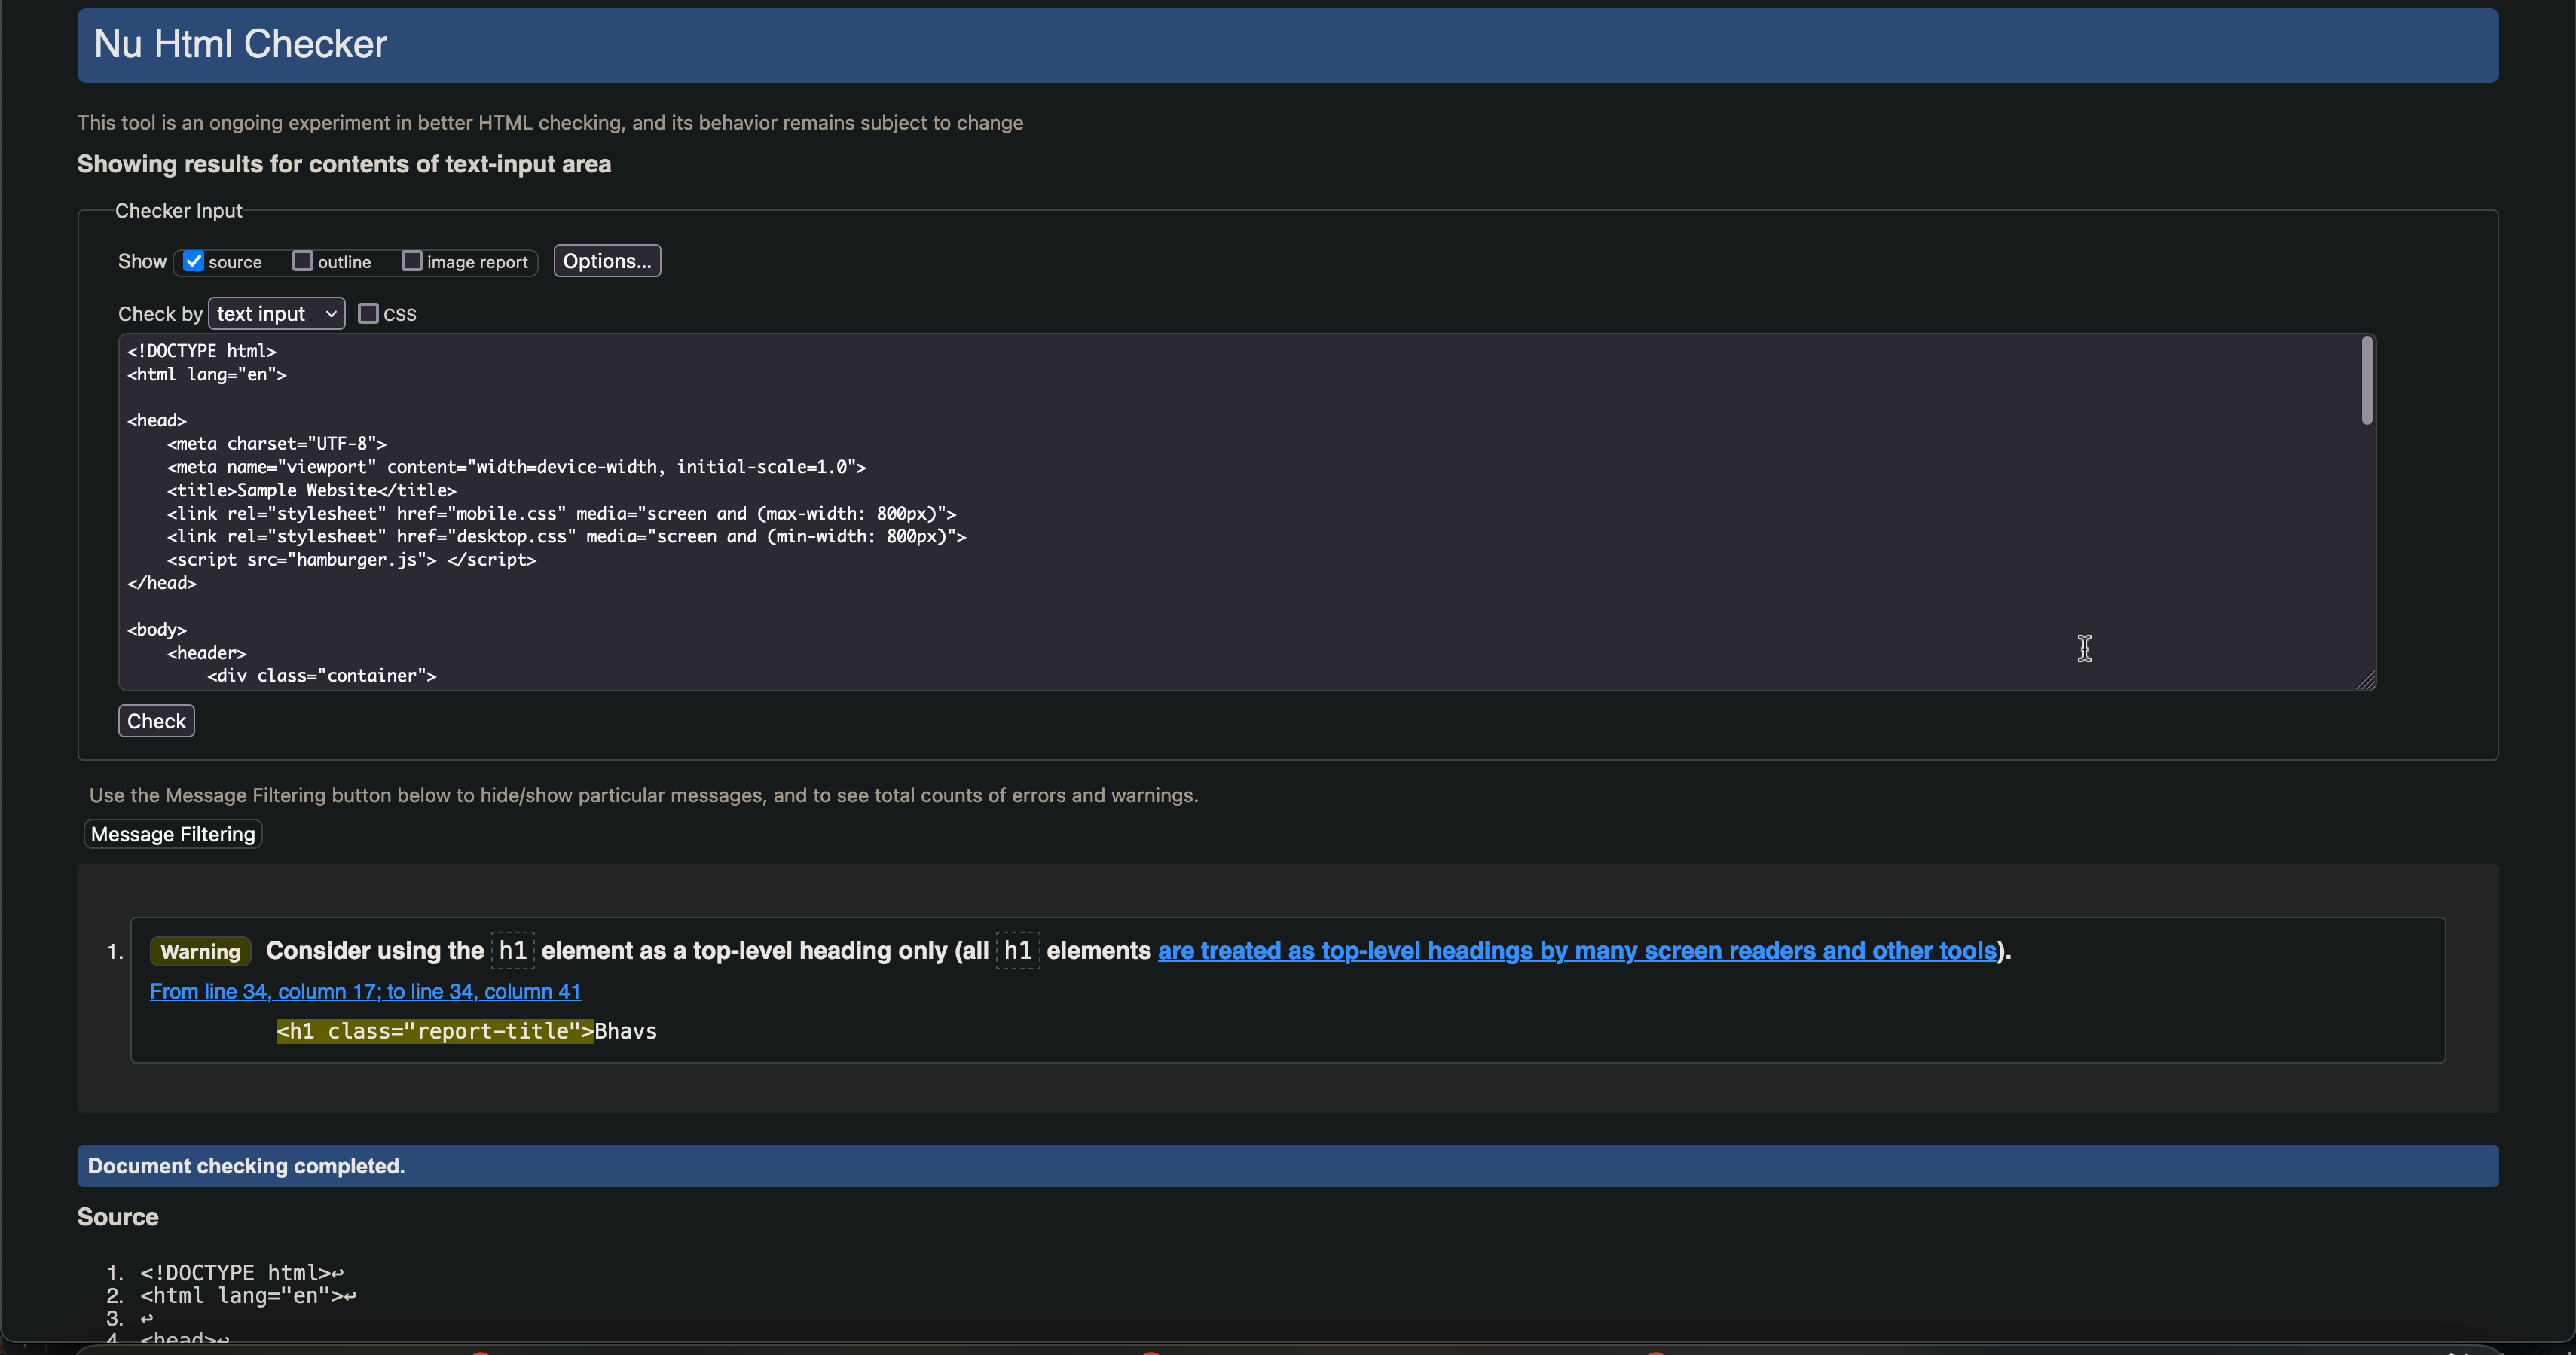 Nu Html Checker
This tool is an ongoing experiment in better HTML checking, and its behavior remains subject to change
Showing results for contents of text-input area
Checker Input
Show source outline image report Options...
Check by text input CSS
<!DOCTYPE html>
<html lang="en">
<head>
<meta charset="UTF-8">
<meta name="viewport" content="width=device-width, initial-scale=1.0">
<title>Sample Website</title>
<link rel="stylesheet" href="mobile.css" media="screen and (max-width: 800px)">
<link rel="stylesheet" href="desktop.css" media="screen and (min-width: 800px)">
<script src="hamburger.js"> </script>
</head>
<body>
<header>
<div class="container">
Check
Use the Message Filtering button below to hide/show particular messages, and to see total counts of errors and warnings.
Message Filtering
1. Warning Consider using the h1 element as a top-level heading only (all h1 elements are treated as top-level headings by many screen readers and other tools).
From line 34, column 17; to line 34, column 41
<h1 class="report-title">Bhavs
Document checking completed.
Source
1. <!DOCTYPE html>↩
2. <html lang="en">↩
3. ↩
4. <head>↩